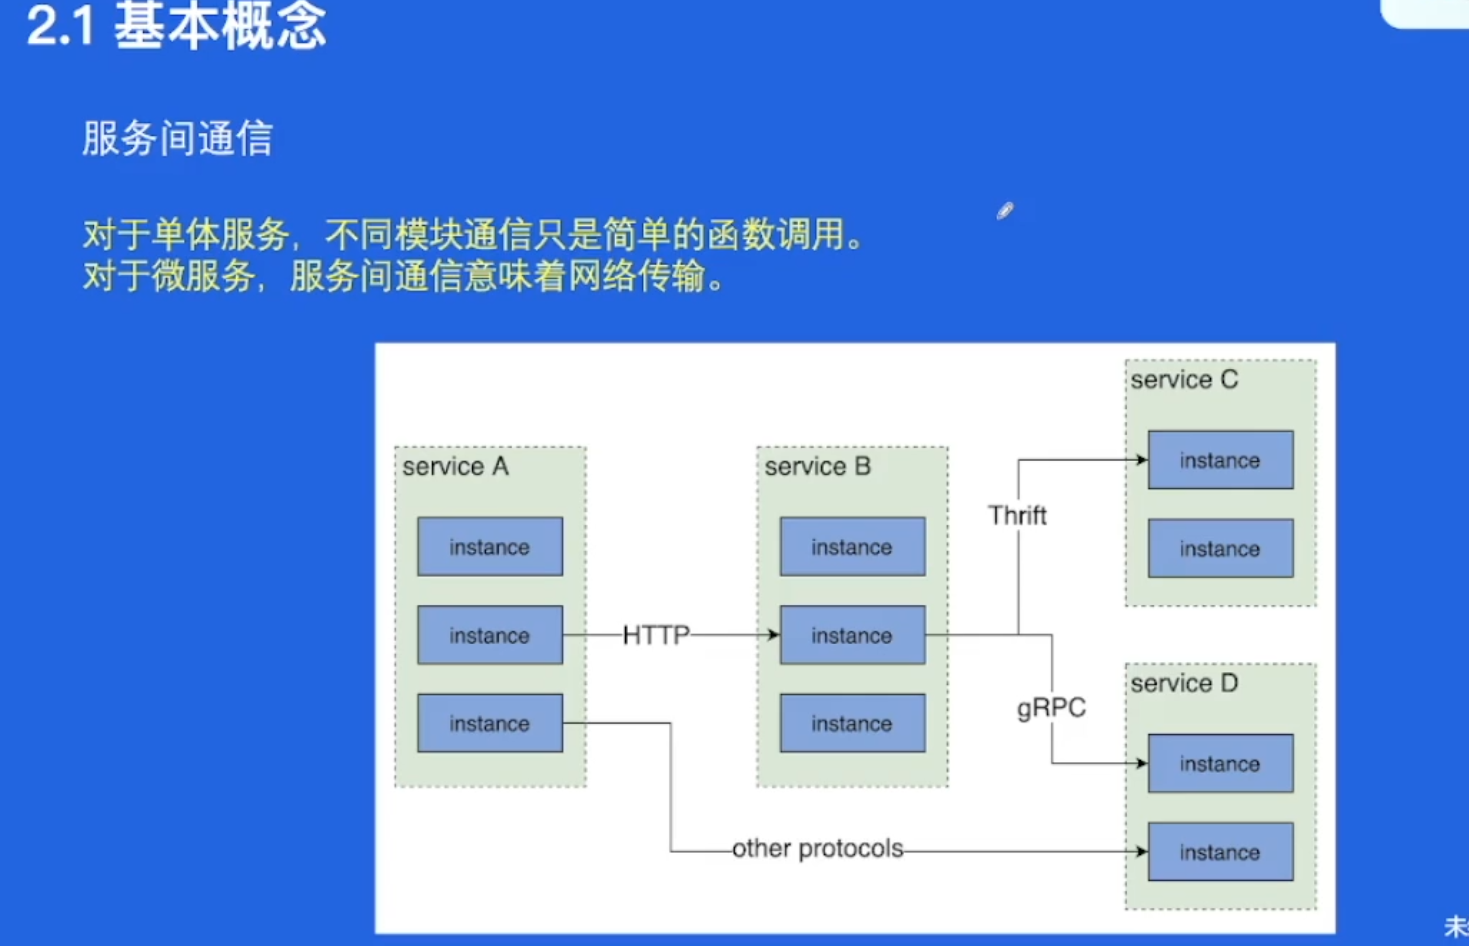 2.1 基本概念
服务间通信
对于单体服务，不同模块通信只是简单的函数调用。
对于微服务，服务间通信意味着网络传输。
service A
instance
instance
instance
HTTP
service B
instance
instance
instance
Thrift
gRPC
other protocols
service C
instance
instance
service D
instance
instance
未